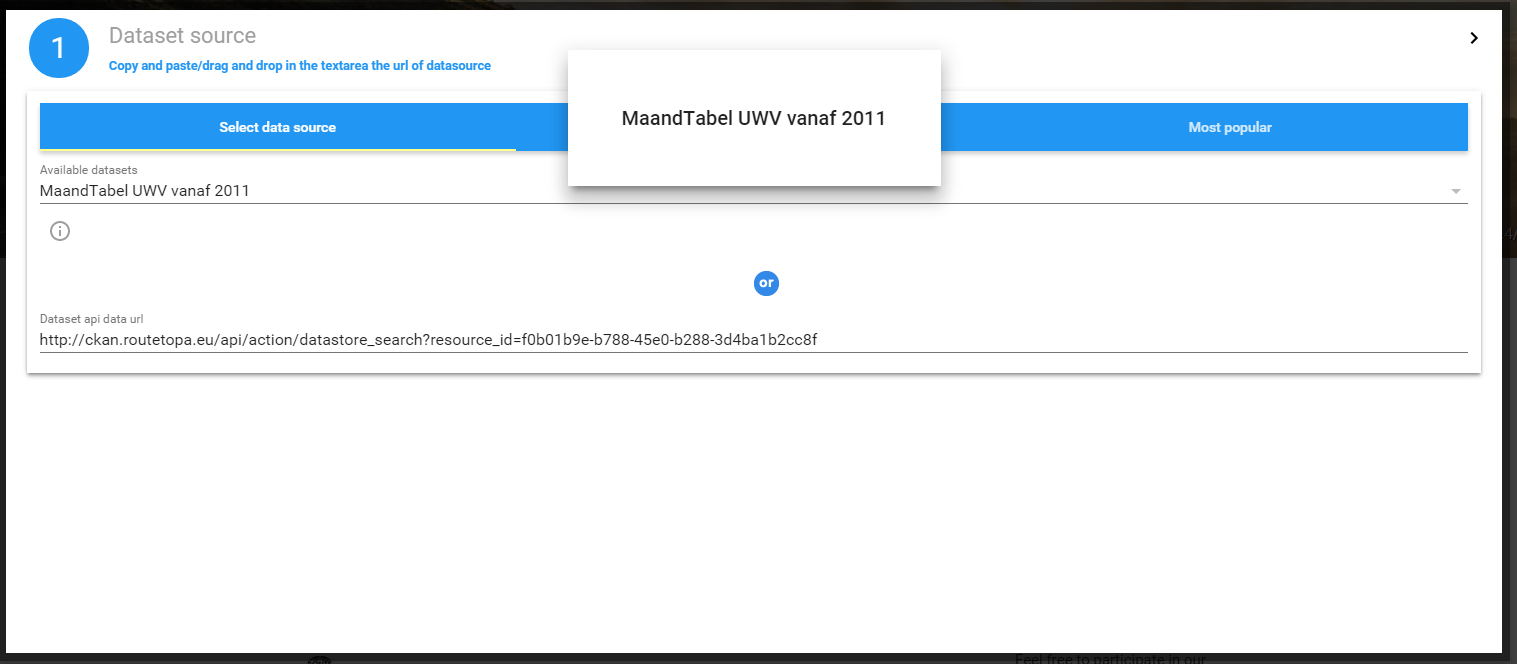 1
Dataset source
Copy and paste/drag and drop in the textarea the url of datasource
MaandTabel UWV vanaf 2011
Select data source
Most popular
Available datasets
MaandTabel UWV vanaf 2011
or
Dataset api data url
http://ckan.routetopa.eu/api/action/datastore_search?resource_id=f0b01b9e-b788-45e0-b288-3d4ba1b2cc8f
Feel free to participate in our